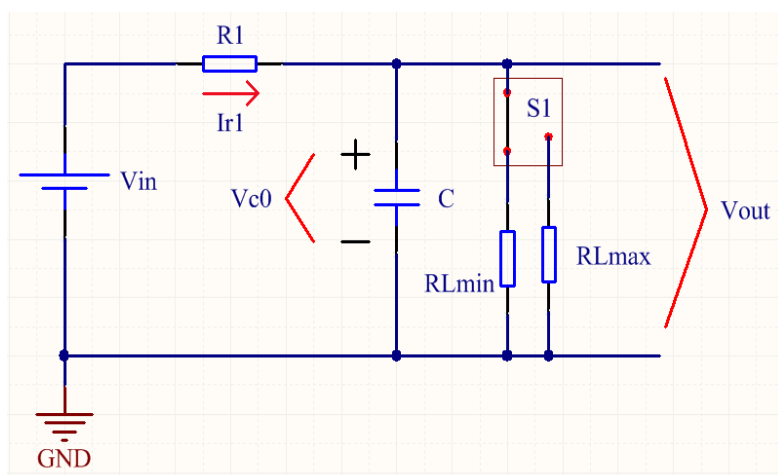 R1
Ir1
S1
Vin
Vc0
+
C
Vout
RLmin
RLmax
−
GND